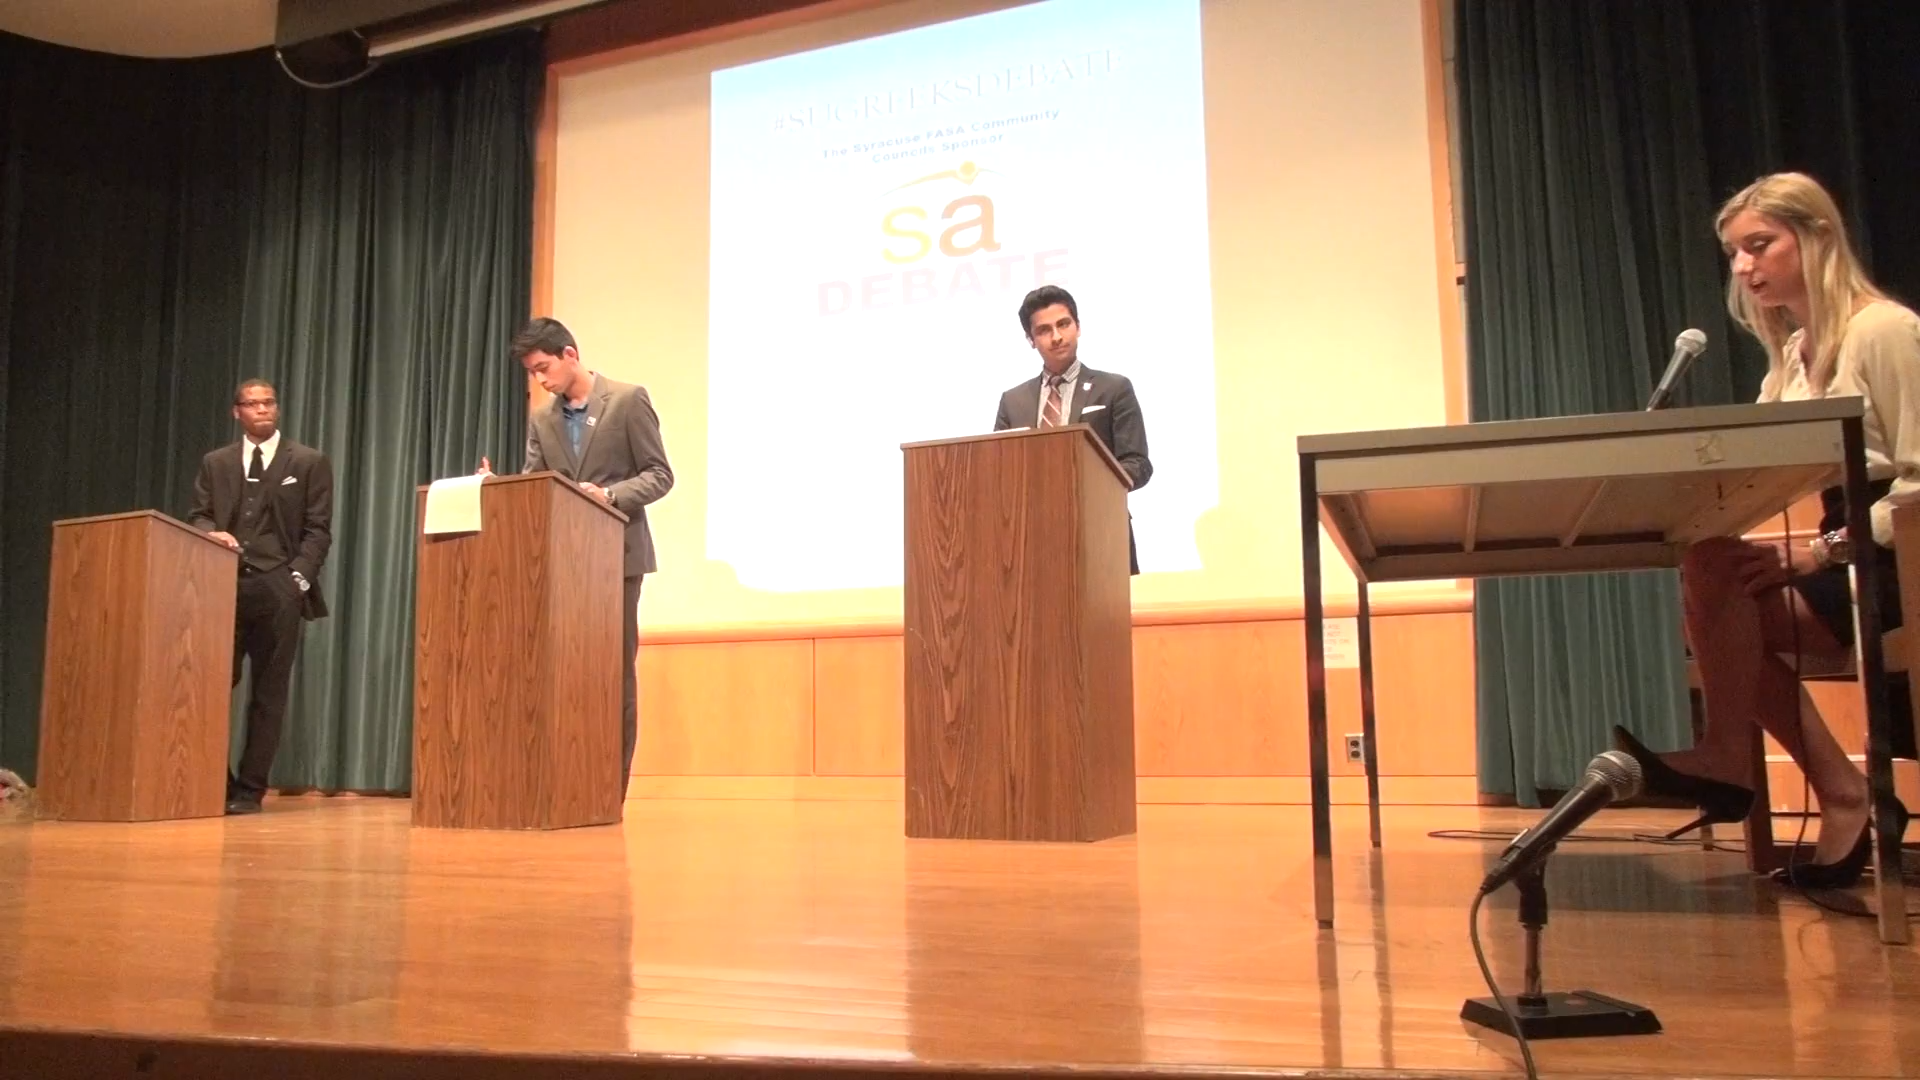 #SUGREEKSDEBATE
The Syracuse FASA Community
Councils Sponsor
sa
DEBATE